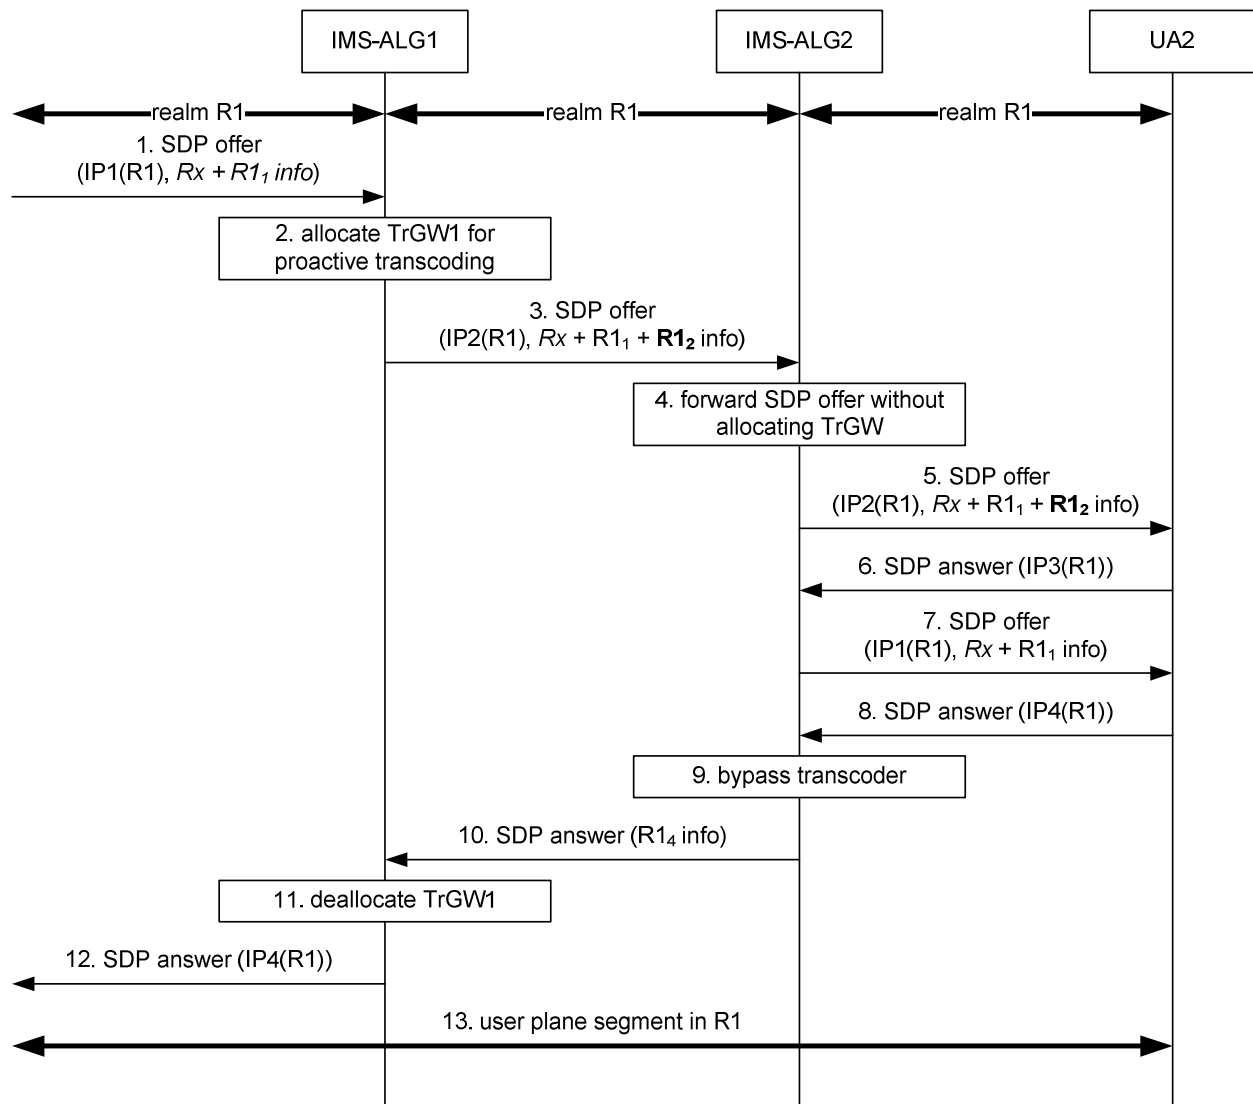 IMS-ALG1
IMS-ALG2
UA2
realm R1
realm R1
realm R1
1. SDP offer
(IP1(R1), Rx + R1₁ info)
2. allocate TrGW1 for
proactive transcoding
3. SDP offer
(IP2(R1), Rx + R1₁ + R1₂ info)
4. forward SDP offer without
allocating TrGW
5. SDP offer
(IP2(R1), Rx + R1₁ + R1₂ info)
6. SDP answer (IP3(R1))
7. SDP offer
(IP1(R1), Rx + R1₁ info)
8. SDP answer (IP4(R1))
9. bypass transcoder
10. SDP answer (R1₄ info)
11. deallocate TrGW1
12. SDP answer (IP4(R1))
13. user plane segment in R1